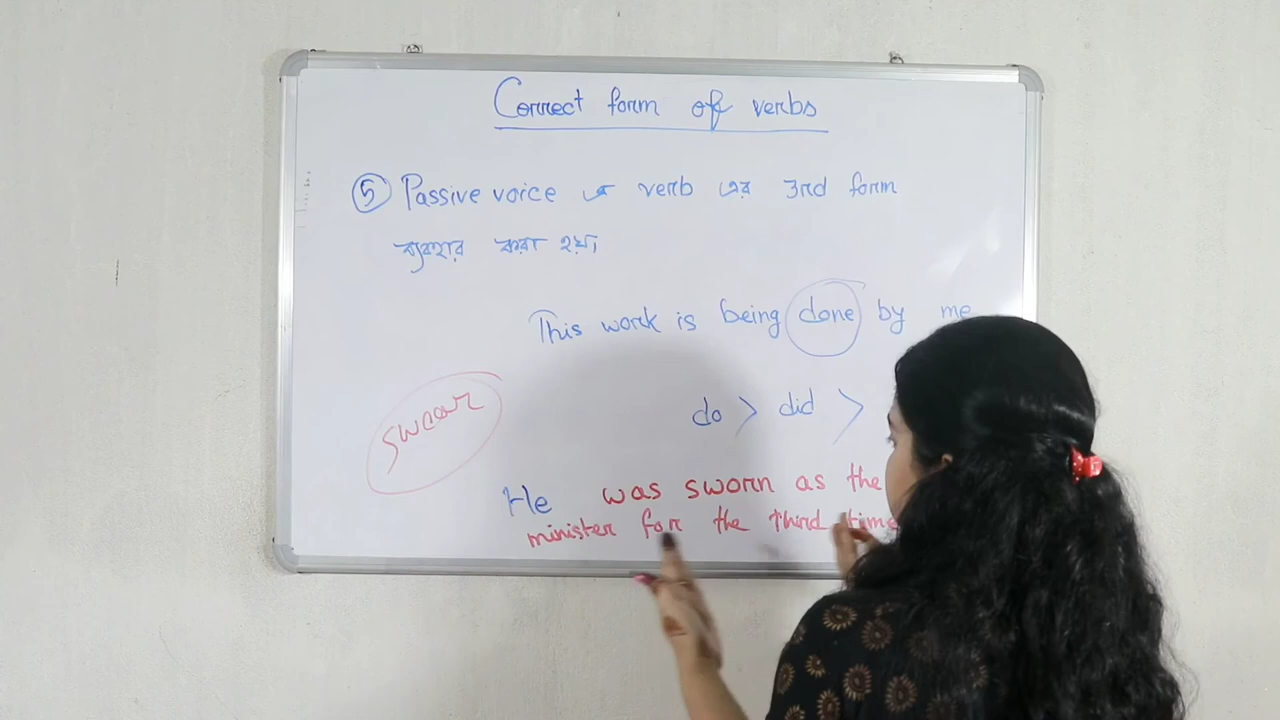 Correct form of verbs
⑤ Passive voice এ verb এর 3rd form
ব্যবহার করা হয়।
This work is being done by me
do > did >
swear
He was sworn as the
minister for the third time